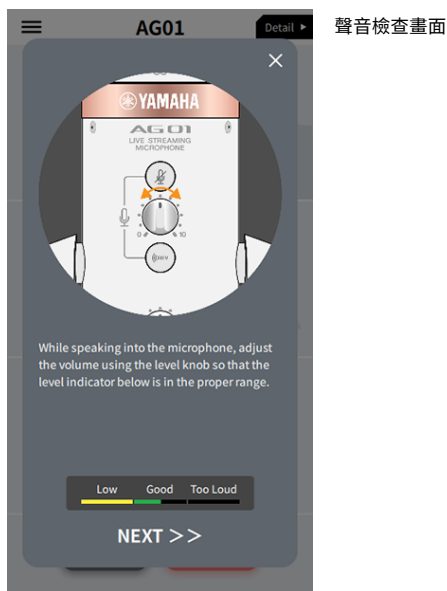 AG01
Detail ▶
聲音檢查畫面
YAMAHA
AG 01
LIVE STREAMING
MICROPHONE
0
10
While speaking into the microphone, adjust
the volume using the level knob so that the
level indicator below is in the proper range.
Low Good Too Loud
NEXT >>